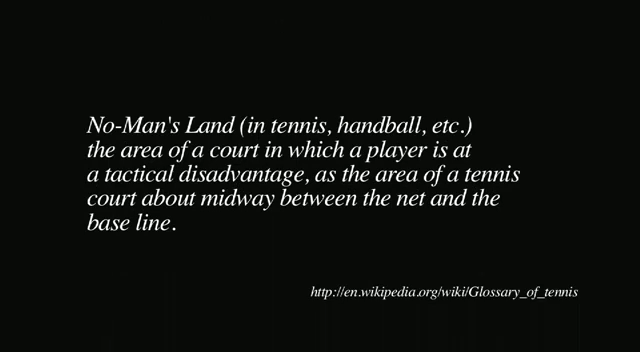 No-Man's Land (in tennis, handball, etc.)
the area of a court in which a player is at
a tactical disadvantage, as the area of a tennis
court about midway between the net and the
base line.
http://en.wikipedia.org/wiki/Glossary_of_tennis